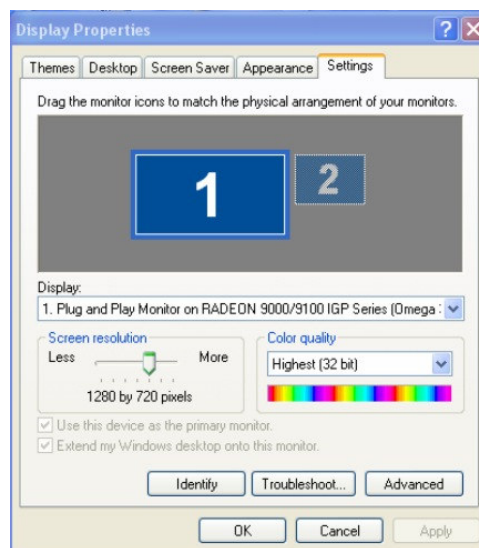 Display Properties
Themes Desktop Screen Saver Appearance Settings
Drag the monitor icons to match the physical arrangement of your monitors.
1 2
Display:
1. Plug and Play Monitor on RADEON 9000/9100 IGP Series (Omega :
Screen resolution Color quality
Less More Highest (32 bit)
1280 by 720 pixels
Use this device as the primary monitor.
Extend my Windows desktop onto this monitor.
Identify Troubleshoot... Advanced
OK Cancel Apply